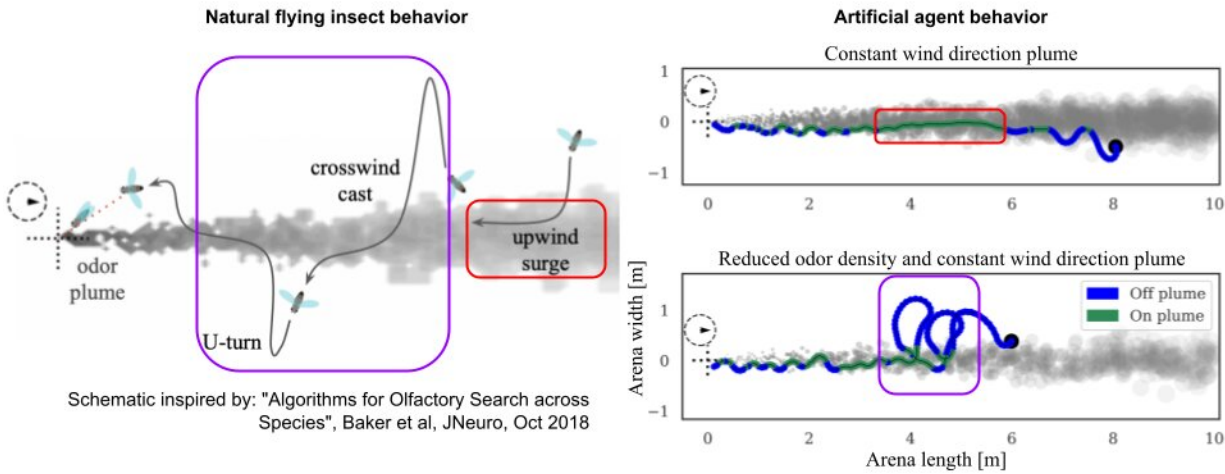 Natural flying insect behavior
crosswind
cast
upwind
surge
odor
plume
U-turn
Schematic inspired by: "Algorithms for Olfactory Search across
Species", Baker et al, JNeuro, Oct 2018
Artificial agent behavior
Constant wind direction plume
1
0
−1
0 2 4 6 8 10
Reduced odor density and constant wind direction plume
Arena width [m]
1
0
−1
Off plume
On plume
0 2 4 6 8 10
Arena length [m]